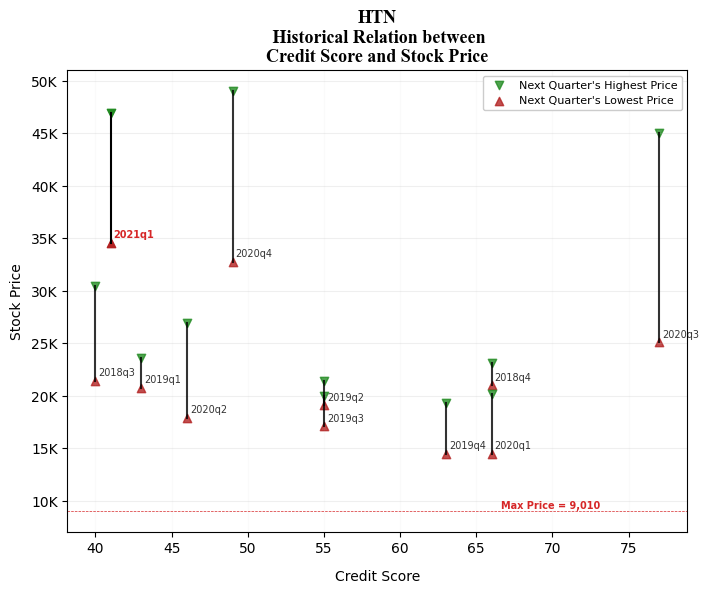 HTN
Historical Relation between
Credit Score and Stock Price
Next Quarter's Highest Price
Next Quarter's Lowest Price
Stock Price
50K
45K
40K
35K
30K
25K
20K
15K
10K
2021q1
2020q4
2020q3
2018q3
2019q1
2018q4
2020q2
2019q2
2019q3
2019q4
2020q1
Max Price = 9,010
40
45
50
55
60
65
70
75
Credit Score